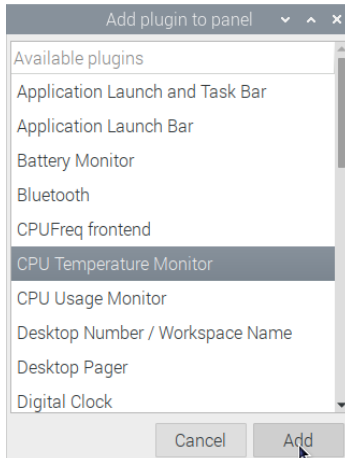 Add plugin to panel
Available plugins
Application Launch and Task Bar
Application Launch Bar
Battery Monitor
Bluetooth
CPUFreq frontend
CPU Temperature Monitor
CPU Usage Monitor
Desktop Number / Workspace Name
Desktop Pager
Digital Clock
Cancel Add